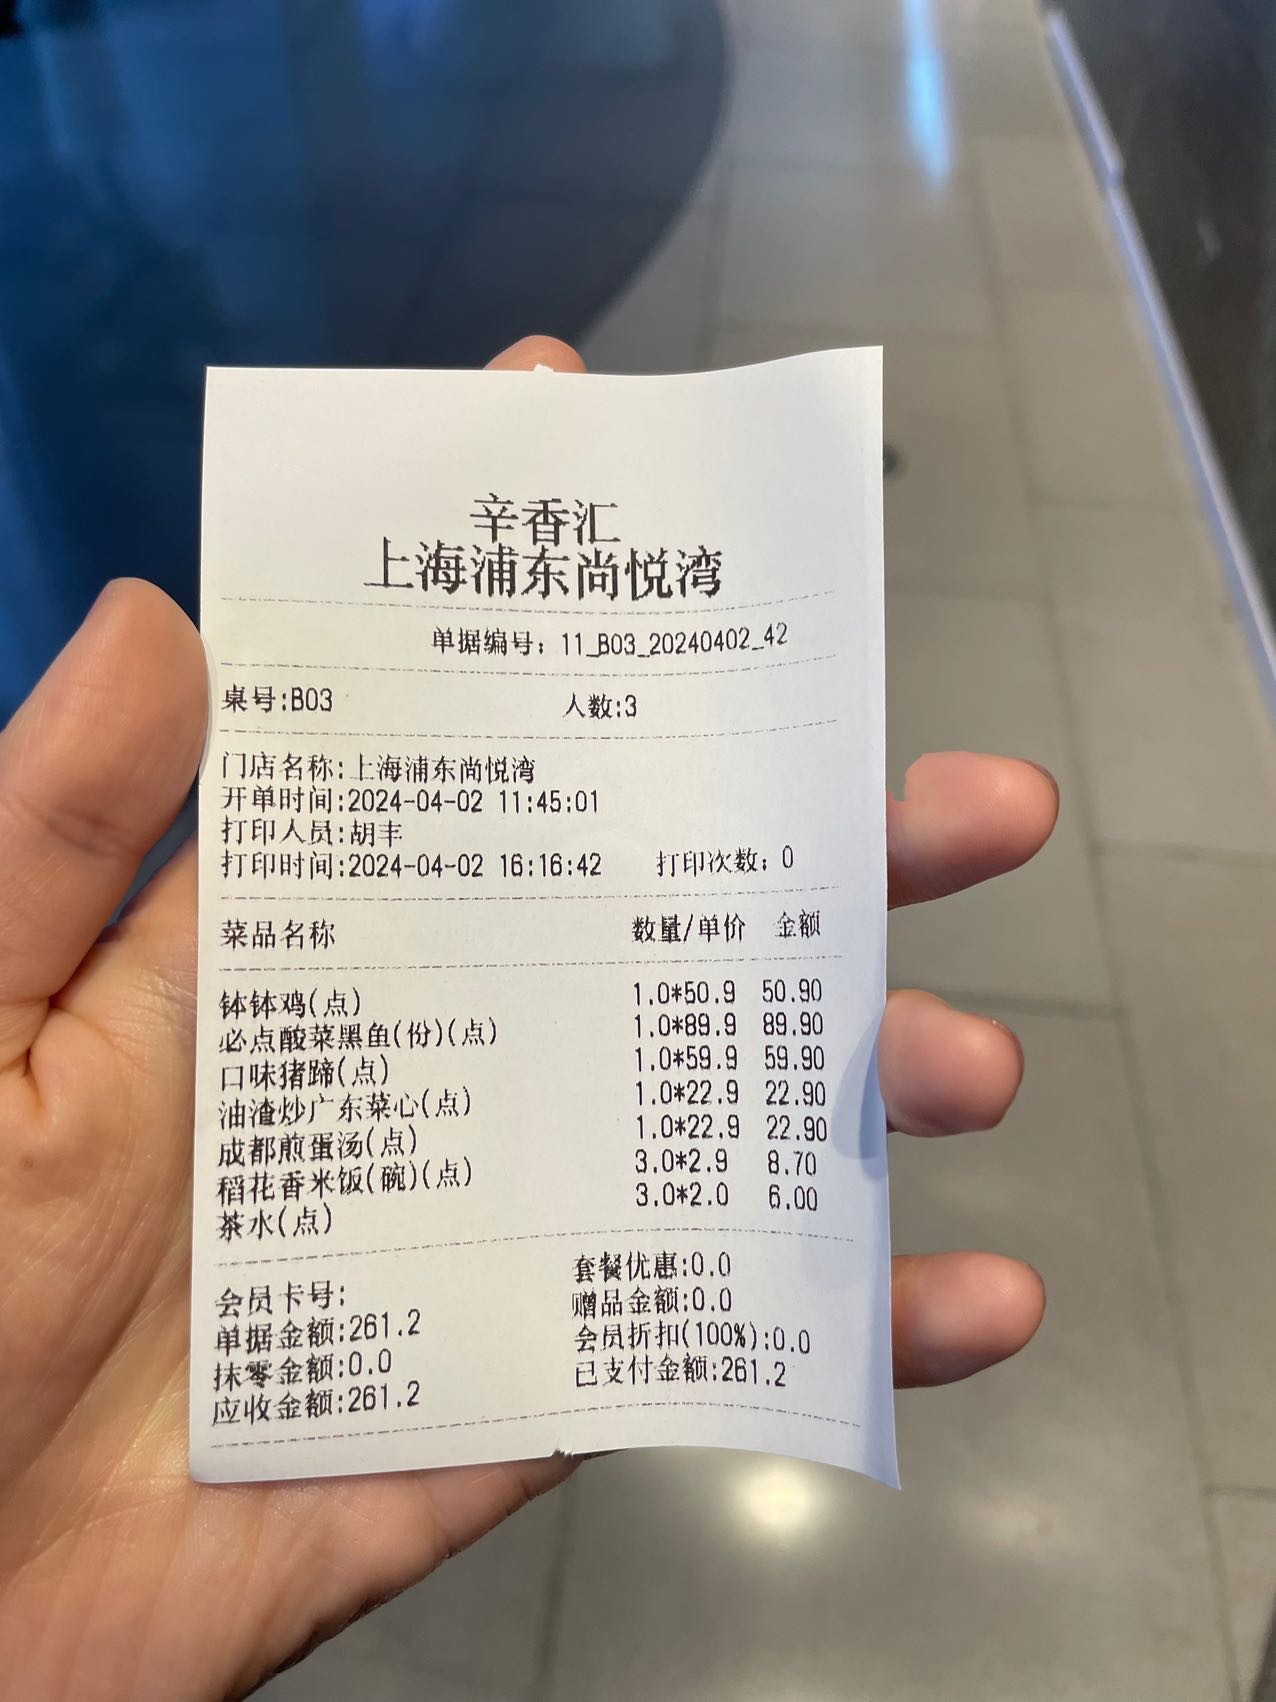 辛香汇
上海浦东尚悦湾
单据编号：11_B03_20240402_42
桌号:B03 人数:3
门店名称:上海浦东尚悦湾
开单时间:2024-04-02 11:45:01
打印人员:胡丰
打印时间:2024-04-02 16:16:42 打印次数：0
菜品名称 数量/单价 金额
钵钵鸡(点) 1.0*50.9 50.90
必点酸菜黑鱼(份)(点) 1.0*89.9 89.90
口味猪蹄(点) 1.0*59.9 59.90
油渣炒广东菜心(点) 1.0*22.9 22.90
成都煎蛋汤(点) 1.0*22.9 22.90
稻花香米饭(碗)(点) 3.0*2.9 8.70
茶水(点) 3.0*2.0 6.00
会员卡号: 套餐优惠:0.0
单据金额:261.2 赠品金额:0.0
抹零金额:0.0 会员折扣(100%):0.0
应收金额:261.2 已支付金额:261.2